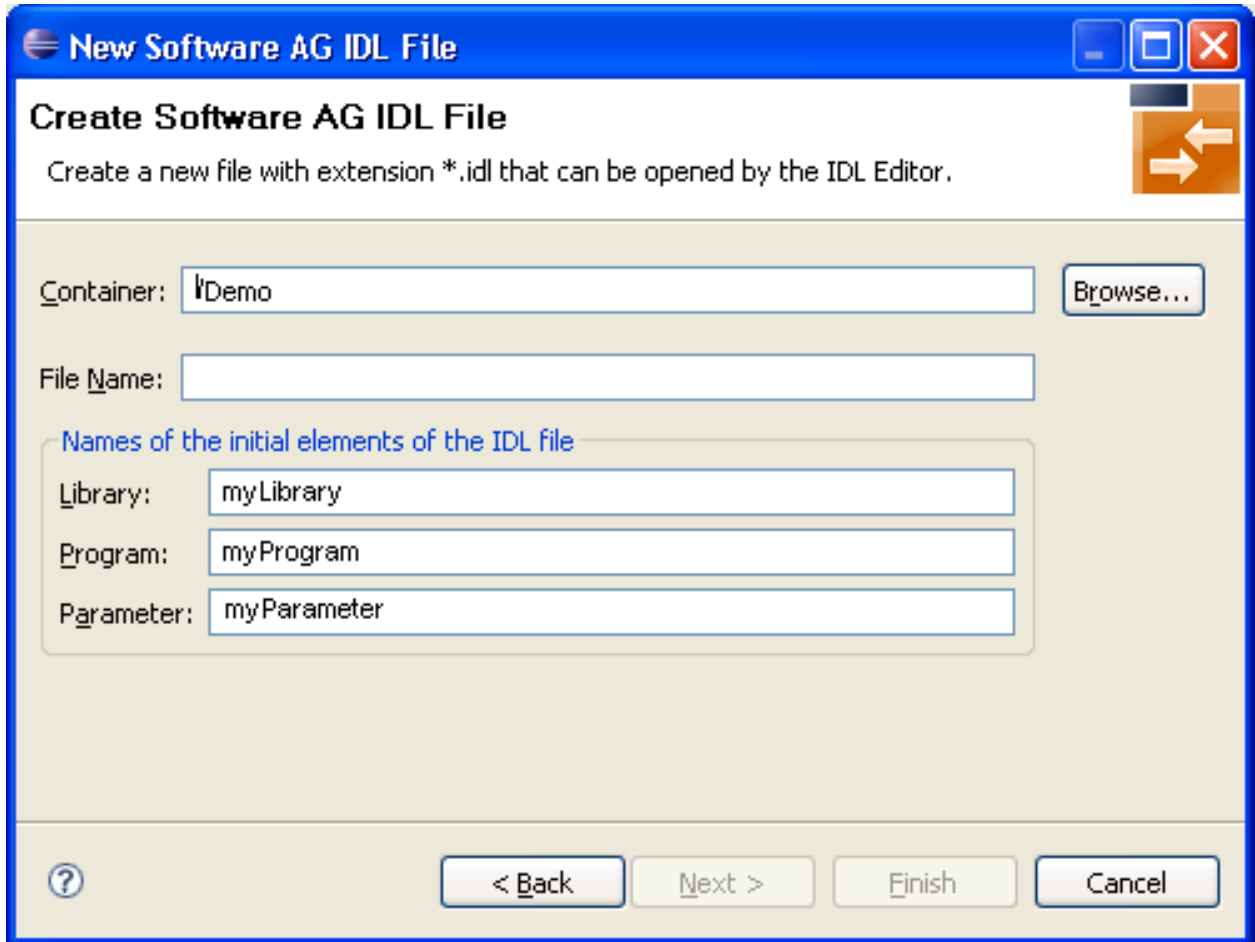 New Software AG IDL File
Create Software AG IDL File
Create a new file with extension *.idl that can be opened by the IDL Editor.
Container: /Demo Browse...
File Name:
Names of the initial elements of the IDL file
Library: myLibrary
Program: myProgram
Parameter: myParameter
? < Back Next > Finish Cancel